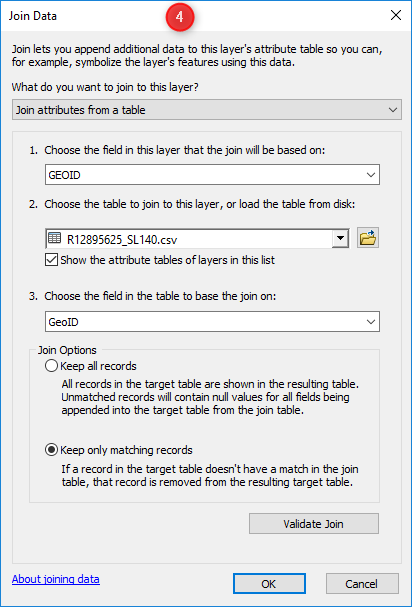 Join Data
4
Join lets you append additional data to this layer's attribute table so you can,
for example, symbolize the layer's features using this data.
What do you want to join to this layer?
Join attributes from a table
1. Choose the field in this layer that the join will be based on:
GEOID
2. Choose the table to join to this layer, or load the table from disk:
R12895625_SL140.csv
Show the attribute tables of layers in this list
3. Choose the field in the table to base the join on:
GeoID
Join Options
Keep all records
All records in the target table are shown in the resulting table.
Unmatched records will contain null values for all fields being
appended into the target table from the join table.
Keep only matching records
If a record in the target table doesn't have a match in the join
table, that record is removed from the resulting target table.
Validate Join
About joining data
OK
Cancel